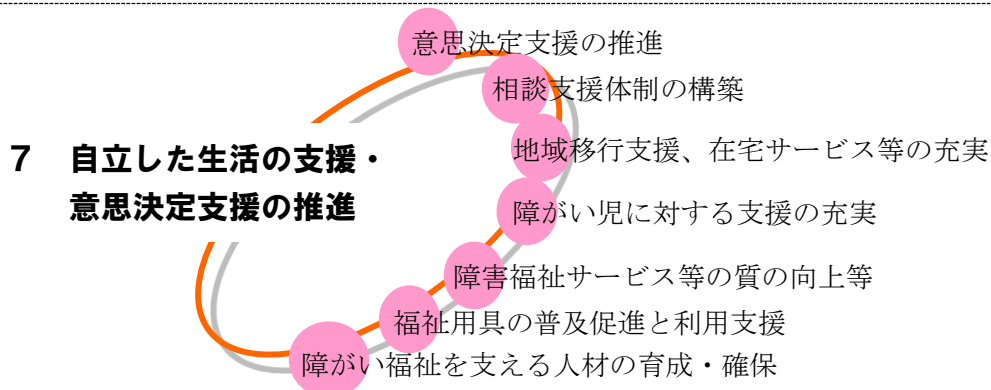 意思決定支援の推進
相談支援体制の構築
地域移行支援、在宅サービス等の充実
7 自立した生活の支援・
意思決定支援の推進
障がい児に対する支援の充実
障害福祉サービス等の質の向上等
福祉用具の普及促進と利用支援
障がい福祉を支える人材の育成・確保